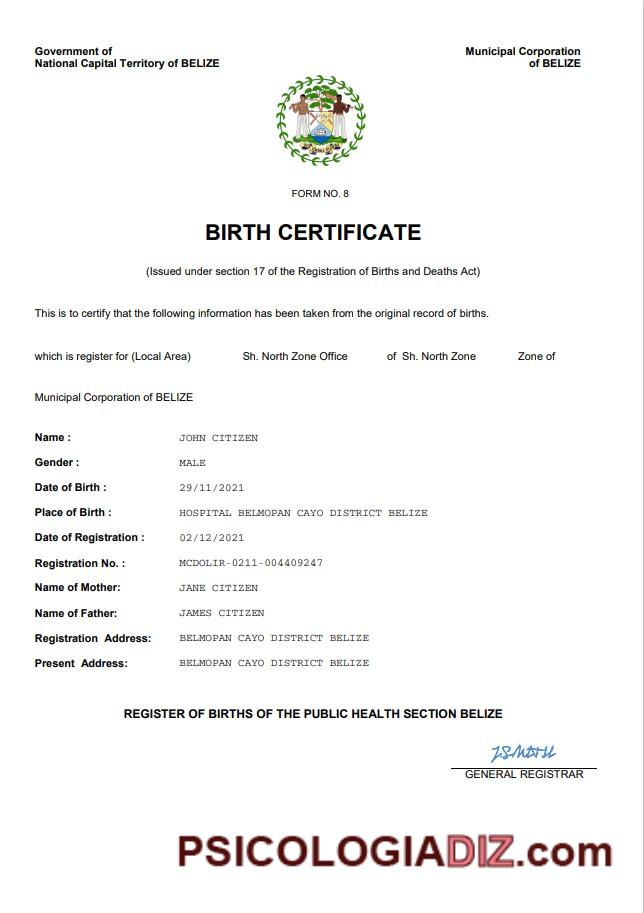 Government of
National Capital Territory of BELIZE
Municipal Corporation
of BELIZE
FORM NO. 8
BIRTH CERTIFICATE
(Issued under section 17 of the Registration of Births and Deaths Act)
This is to certify that the following information has been taken from the original record of births.
which is register for (Local Area) Sh. North Zone Office of Sh. North Zone Zone of
Municipal Corporation of BELIZE
Name : JOHN CITIZEN
Gender : MALE
Date of Birth : 29/11/2021
Place of Birth : HOSPITAL BELMOPAN CAYO DISTRICT BELIZE
Date of Registration : 02/12/2021
Registration No. : MCDOLIR-0211-004409247
Name of Mother: JANE CITIZEN
Name of Father: JAMES CITIZEN
Registration Address: BELMOPAN CAYO DISTRICT BELIZE
Present Address: BELMOPAN CAYO DISTRICT BELIZE
REGISTER OF BIRTHS OF THE PUBLIC HEALTH SECTION BELIZE
GENERAL REGISTRAR
PSICOLOGIADIZ.com